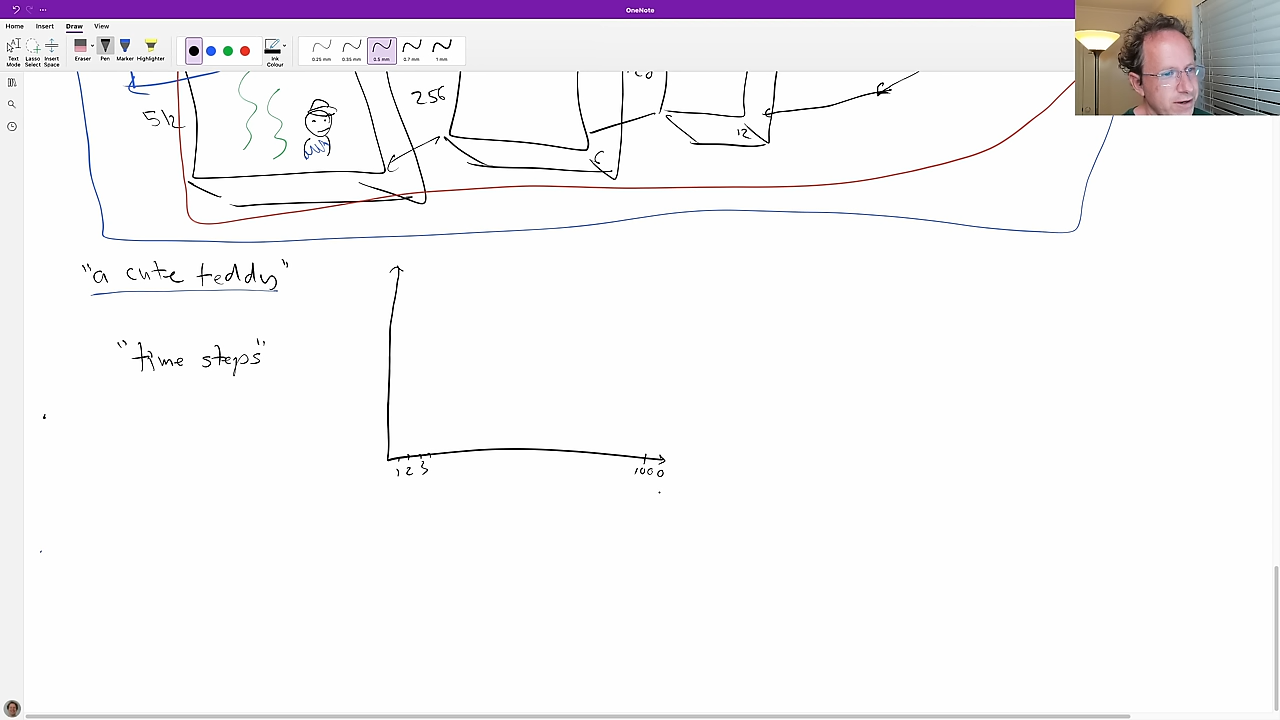 OneNote
Home Insert Draw View
Text Mode
Lasso Select
Insert Space
Eraser
Pen
Marker
Highlighter
Ink Colour
0.25 mm
0.35 mm
0.5 mm
0.7 mm
1 mm
512
256
6
12
"a cute teddy"
"time steps"
1 2 3
1000